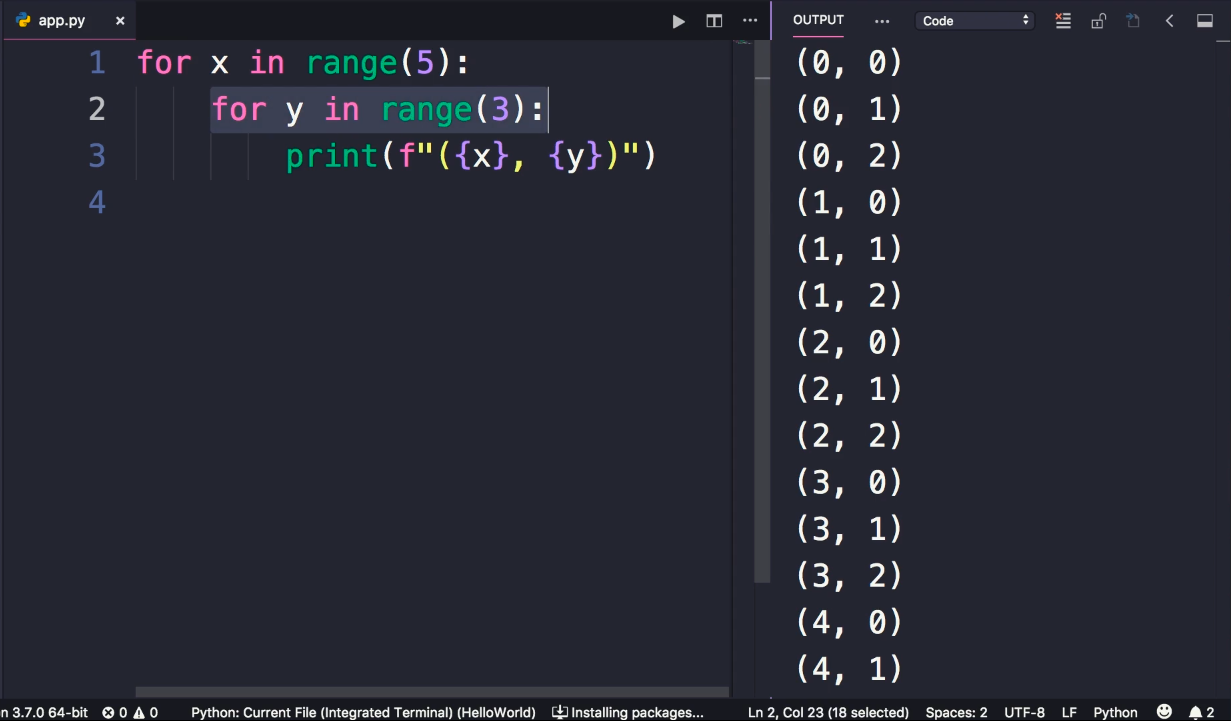 app.py ×
1 for x in range(5):
2 for y in range(3):
3 print(f"({x}, {y})")
4
OUTPUT ... Code
(0, 0)
(0, 1)
(0, 2)
(1, 0)
(1, 1)
(1, 2)
(2, 0)
(2, 1)
(2, 2)
(3, 0)
(3, 1)
(3, 2)
(4, 0)
(4, 1)
n 3.7.0 64-bit 0 0 Python: Current File (Integrated Terminal) (HelloWorld) Installing packages... Ln 2, Col 23 (18 selected) Spaces: 2 UTF-8 LF Python 2